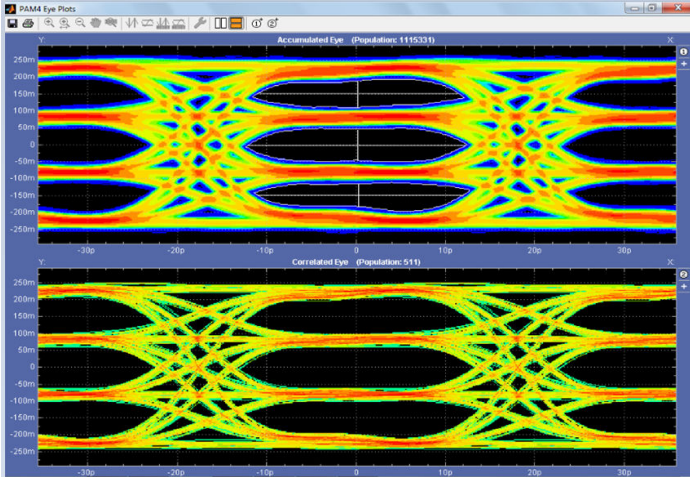 PAM4 Eye Plots
Y: Accumulated Eye (Population: 1115331) X:
250m
200m
150m
100m
50m
0
-50m
-100m
-150m
-200m
-250m
-30p -20p -10p 0 10p 20p 30p
1
+
Y: Correlated Eye (Population: 511) X:
250m
200m
150m
100m
50m
0
-50m
-100m
-150m
-200m
-250m
-30p -20p -10p 0 10p 20p 30p
2
+